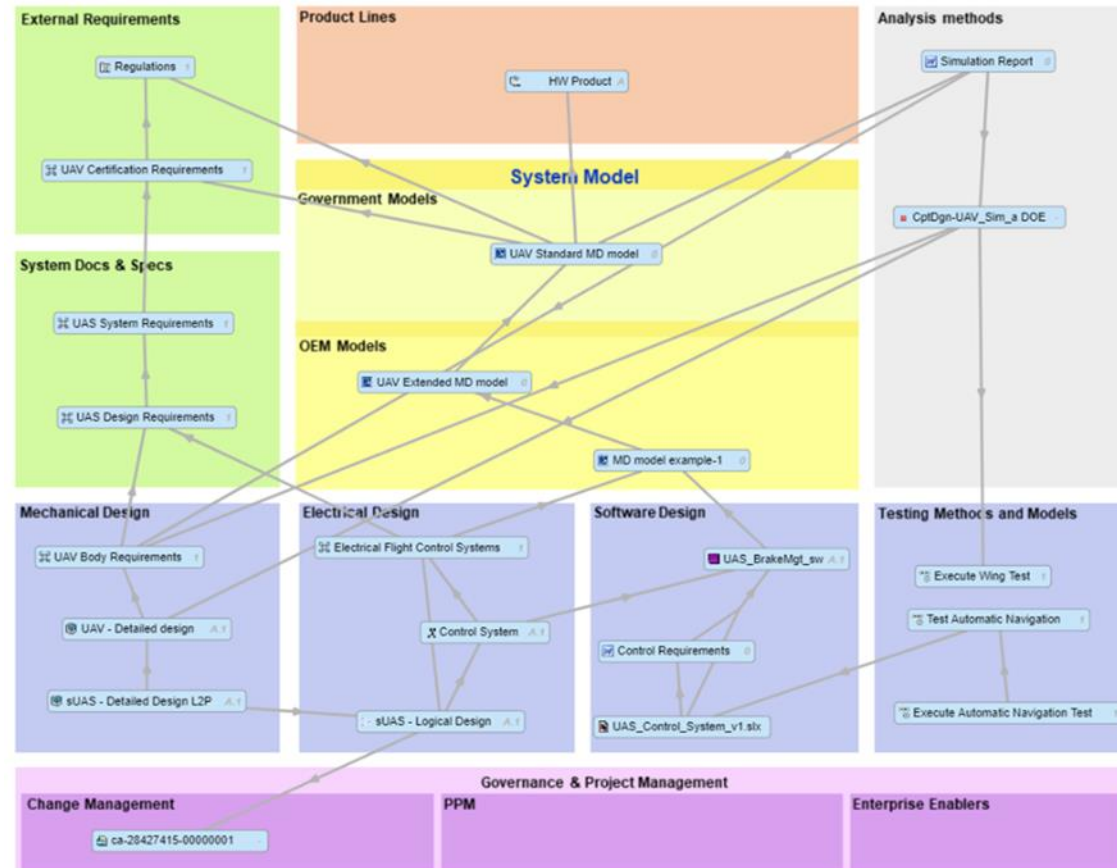 External Requirements
Regulations
UAV Certification Requirements
System Docs & Specs
UAS System Requirements
UAS Design Requirements
Product Lines
HW Product
System Model
Government Models
UAV Standard MD model
OEM Models
UAV Extended MD model
MD model example-1
Analysis methods
Simulation Report
CptDgn-UAV_Sim_a DOE
Mechanical Design
UAV Body Requirements
UAV - Detailed design
sUAS - Detailed Design L2P
Electrical Design
Electrical Flight Control Systems
Control System
sUAS - Logical Design
Software Design
UAS_BrakeMgt_sw
Control Requirements
UAS_Control_System_v1.slx
Testing Methods and Models
Execute Wing Test
Test Automatic Navigation
Execute Automatic Navigation Test
Governance & Project Management
Change Management
ca-28427415-00000001
PPM
Enterprise Enablers